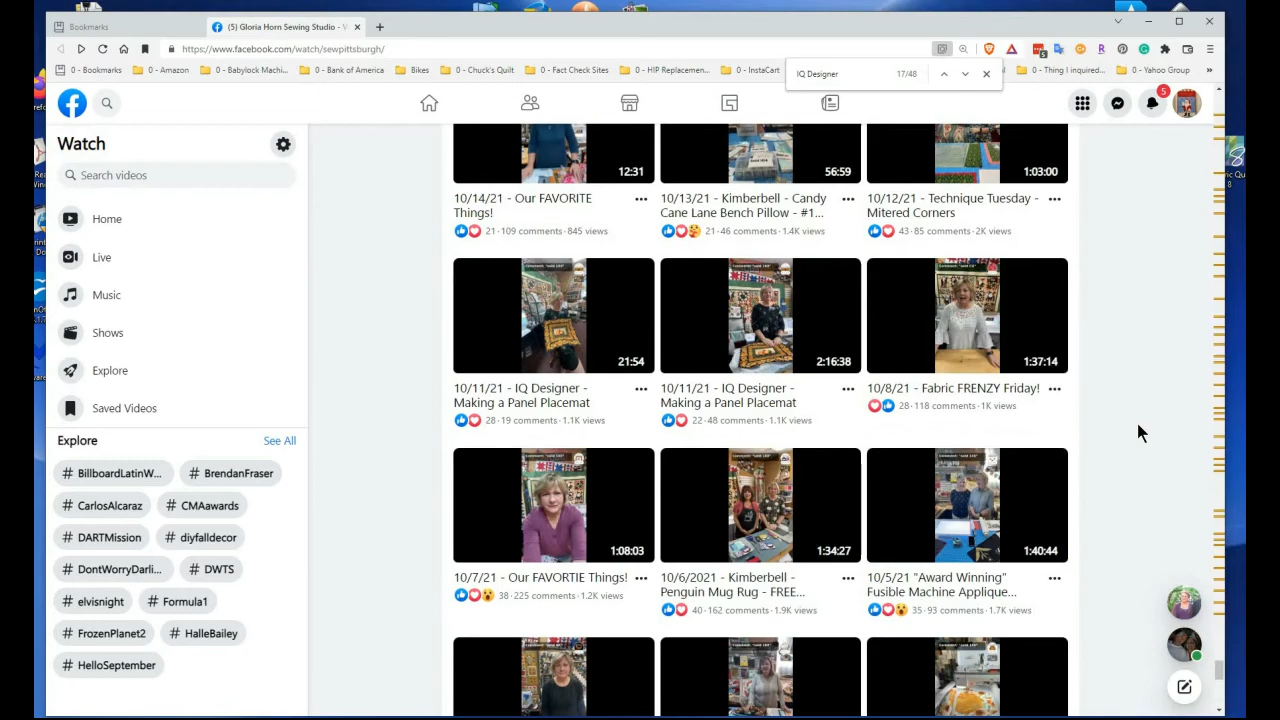 Bookmarks
(5) Gloria Horn Sewing Studio - V
https://www.facebook.com/watch/sewpittsburgh/
0 - Bookmarks
0 - Amazon
0 - Babylock Machi...
0 - Bank of America
Bikes
0 - Chuck's Quilt
0 - Fact Check Sites
0 - HIP Replacemen...
0 - InstaCart
0 - Thing I inquired...
0 - Yahoo Group
IQ Designer
17/48
5
5
Watch
Search videos
Home
Live
Music
Shows
Explore
Saved Videos
Explore
See All
# BillboardLatinW...
# BrendanFraser
# CarlosAlcaraz
# CMAawards
# DARTMission
# diyfalldecor
# DontWorryDarli...
# DWTS
# elvisnight
# Formula1
# FrozenPlanet2
# HalleBailey
# HelloSeptember
12:31
56:59
1:03:00
10/14/21 - Our FAVORITE
Things!
21 · 109 comments · 845 views
10/13/21 - Kimberbell - Candy
Cane Lane Bench Pillow - #1...
21 · 46 comments · 1.4K views
10/12/21 - Technique Tuesday -
Mitered Corners
43 · 85 comments · 2K views
21:54
2:16:38
1:37:14
10/11/21 - IQ Designer -
Making a Panel Placemat
28 · 19 comments · 1.1K views
10/11/21 - IQ Designer -
Making a Panel Placemat
22 · 48 comments · 1.1K views
10/8/21 - Fabric FRENZY Friday!
28 · 118 comments · 1K views
1:08:03
1:34:27
1:40:44
10/7/21 - Our FAVORTIE Things!
38 · 225 comments · 1.2K views
10/6/2021 - Kimberbell -
Penguin Mug Rug - FREE...
40 · 162 comments · 1.9K views
10/5/21 "Award Winning"
Fusible Machine Applique...
35 · 93 comments · 1.7K views